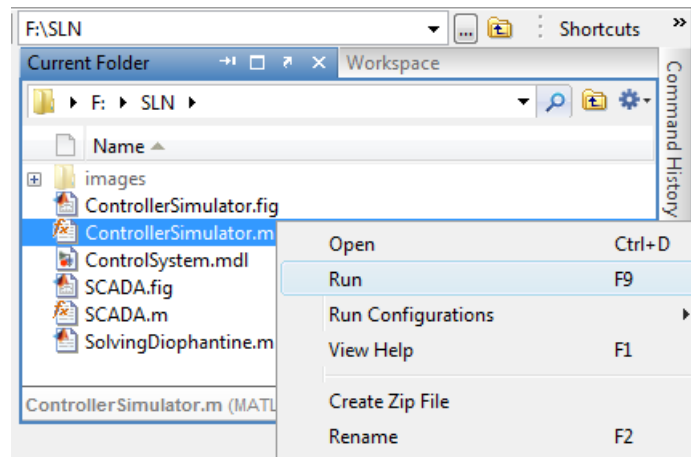 F:\SLN ... Shortcuts »
Current Folder Workspace
F: SLN
Name
images
ControllerSimulator.fig
ControllerSimulator.m
ControlSystem.mdl
SCADA.fig
SCADA.m
SolvingDiophantine.m
ControllerSimulator.m (MATL
Open Ctrl+D
Run F9
Run Configurations
View Help F1
Create Zip File
Rename F2
Command History